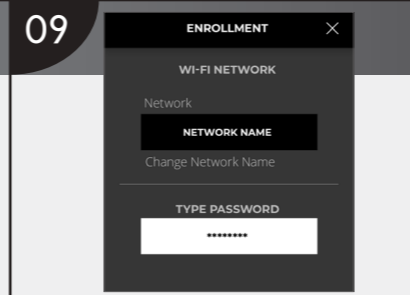 09
ENROLLMENT
WI-FI NETWORK
Network
NETWORK NAME
Change Network Name
TYPE PASSWORD
********